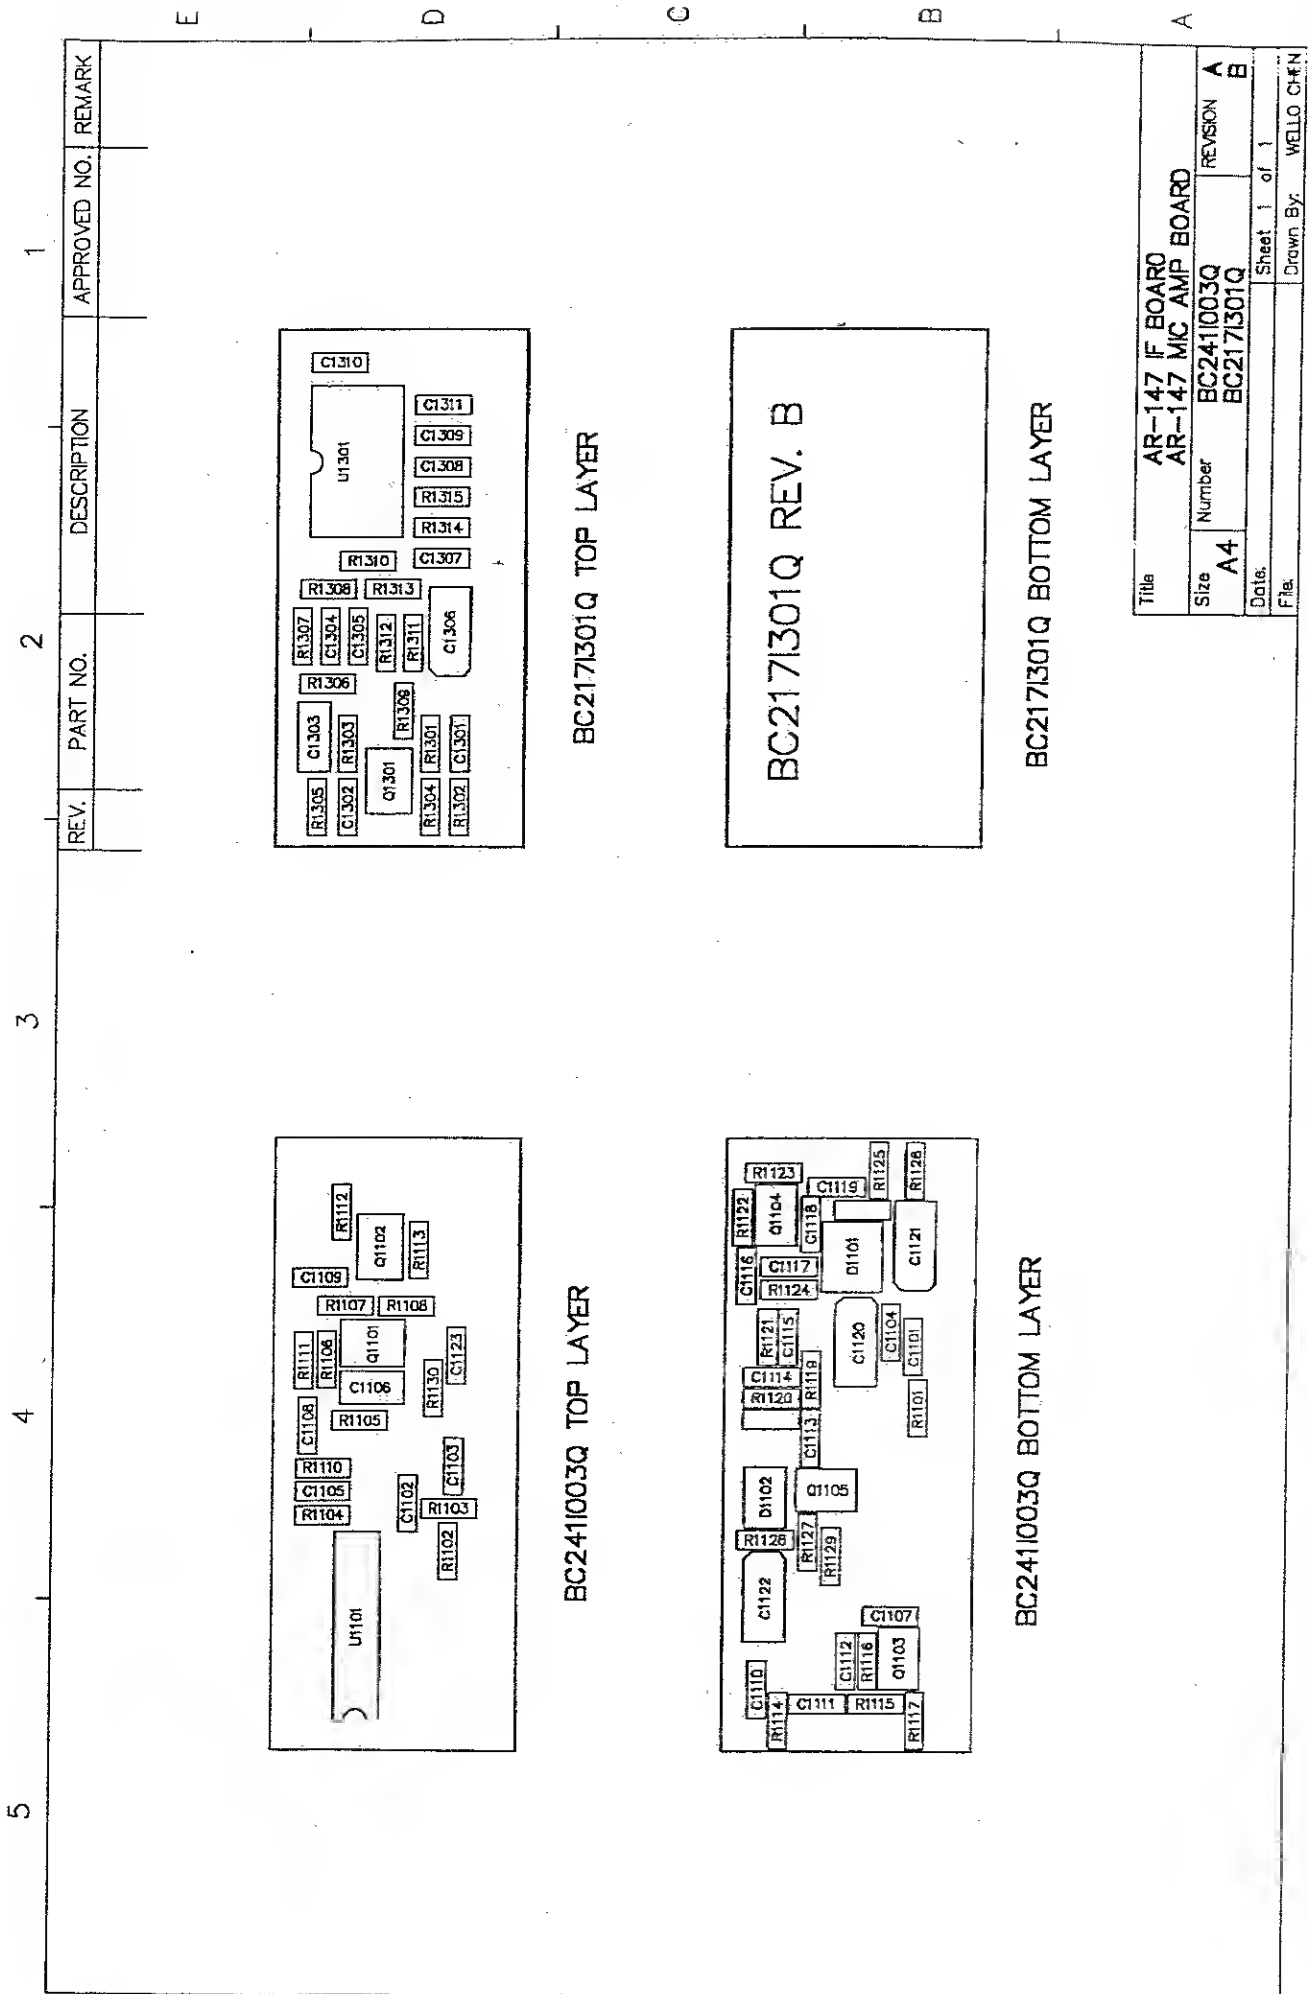 5 4 3 2 1
E
D
C
B
A
REV. PART NO. DESCRIPTION APPROVED NO. REMARK
R1104
C1105
R1110
C1108
R1111
R1106
R1107
C1109
R1112
U1101
R1105
C1106
Q1101
R1108
Q1102
R1113
C1102
R1102
R1103
C1103
R1130
C1123
BC241I003Q TOP LAYER
R1305
C1303
R1306
R1307
R1308
C1302
R1303
C1304
C1305
R1310
U1301
C1310
Q1301
R1309
R1312
R1311
R1313
R1304
R1301
R1302
C1301
C1306
C1307
R1314
R1315
C1308
C1309
C1311
BC217I301Q TOP LAYER
C1110
R1114
C1111
R1115
R1117
C1112
R1116
Q1103
C1107
C1122
R1128
D1102
R1127
R1129
Q1105
C1113
R1120
C1114
R1119
R1121
C1115
C1116
R1124
C1117
R1122
Q1104
R1123
C1118
C1119
C1120
D1101
C1104
C1101
R1101
C1121
R1125
R1126
BC241I003Q BOTTOM LAYER
BC217I301Q REV. B
BC217I301Q BOTTOM LAYER
Title
AR-147 IF BOARD
AR-147 MIC AMP BOARD
Size A4
Number
BC241I003Q
BC217I301Q
REVISION
A
B
Date:
Sheet 1 of 1
File:
Drawn By: WELLO CHEN